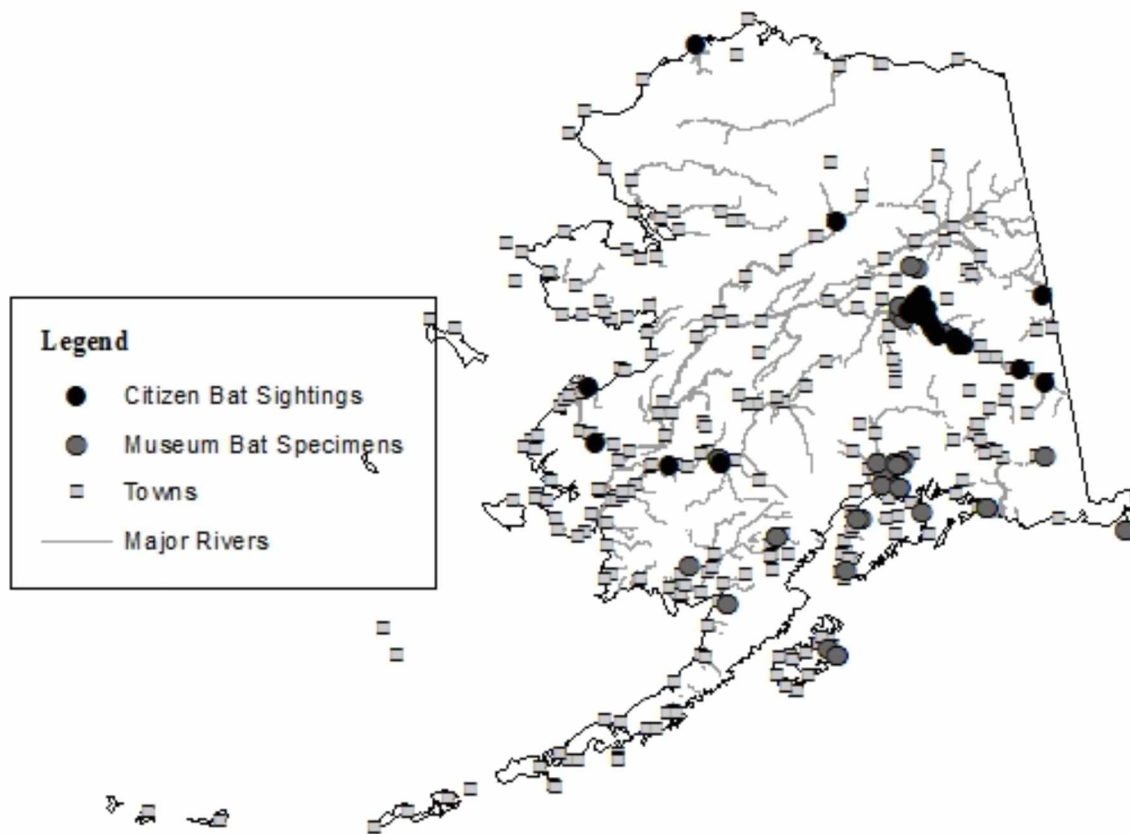 Legend
Citizen Bat Sightings
Museum Bat Specimens
Towns
Major Rivers